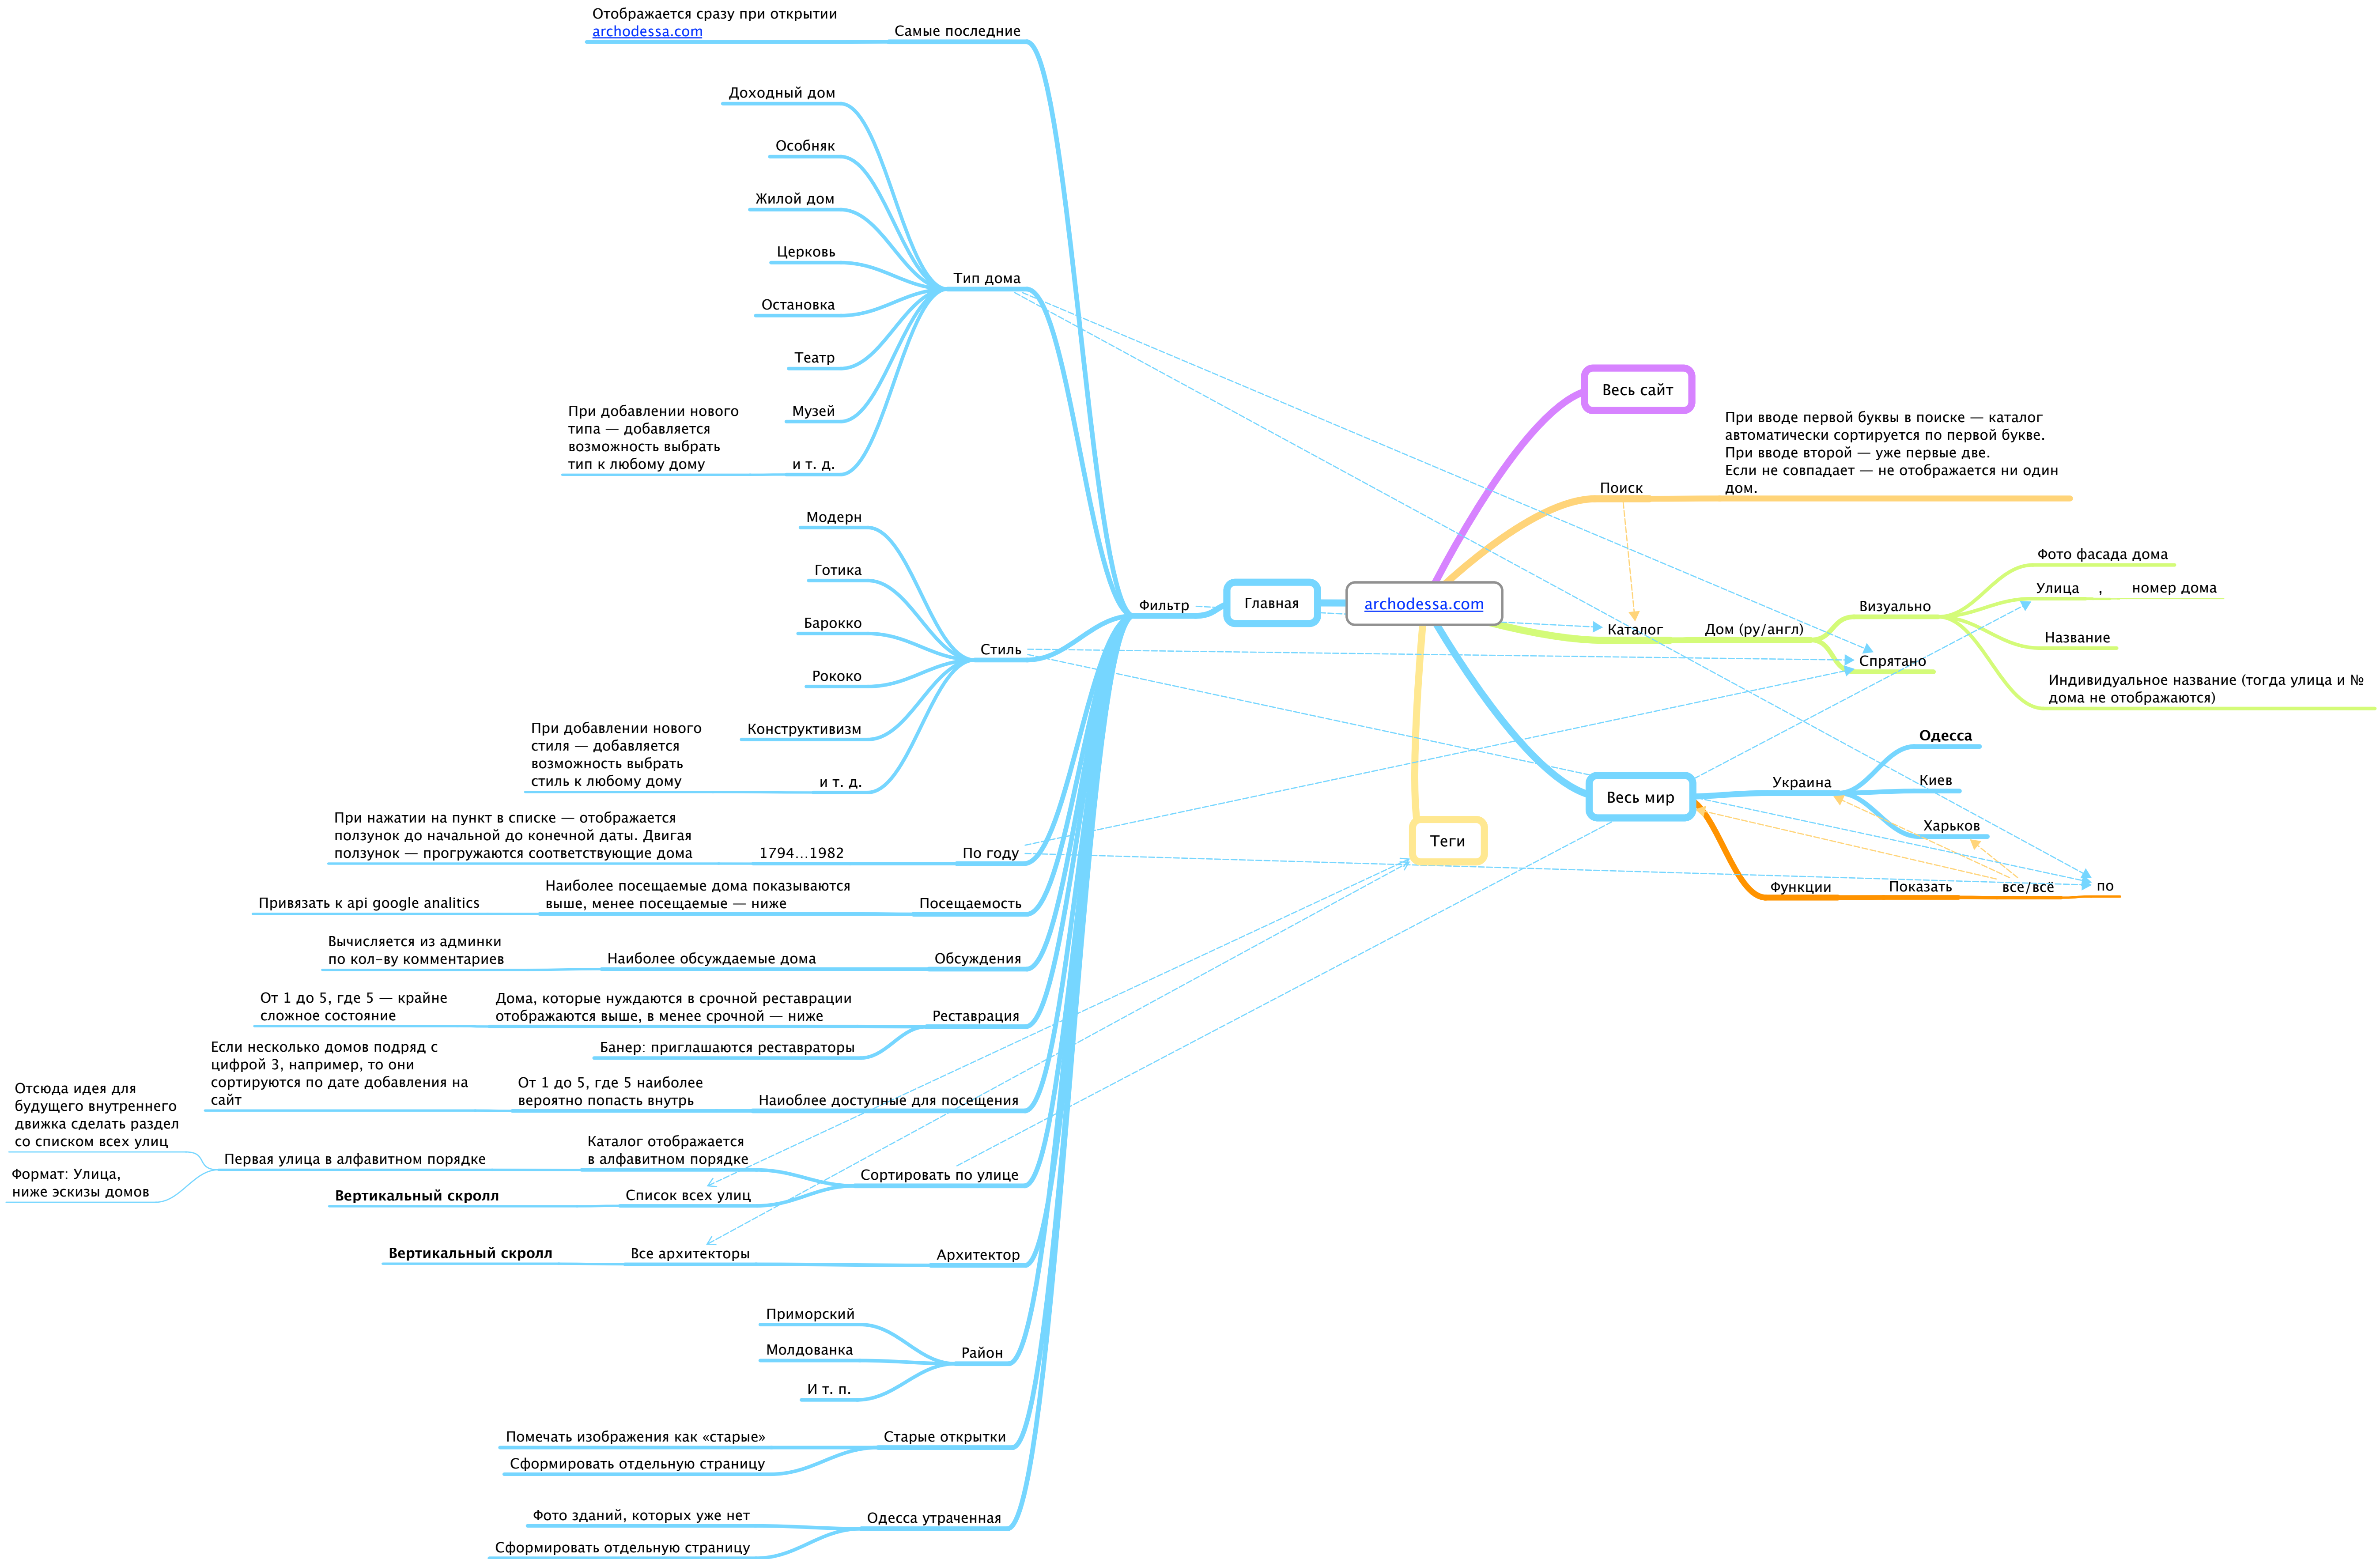 Отображается сразу при открытии
archodessa.com
Самые последние
Доходный дом
Особняк
Жилой дом
Церковь
Остановка
Театр
Музей
При добавлении нового
типа — добавляется
возможность выбрать
тип к любому дому
и т. д.
Тип дома
Модерн
Готика
Барокко
Рококо
Конструктивизм
При добавлении нового
стиля — добавляется
возможность выбрать
стиль к любому дому
и т. д.
Стиль
При нажатии на пункт в списке — отображается
ползунок до начальной до конечной даты. Двигая
ползунок — прогружаются соответствующие дома
1794...1982
По году
Привязать к api google analitics
Наиболее посещаемые дома показываются
выше, менее посещаемые — ниже
Посещаемость
Вычисляется из админки
по кол-ву комментариев
Наиболее обсуждаемые дома
Обсуждения
От 1 до 5, где 5 — крайне
сложное состояние
Дома, которые нуждаются в срочной реставрации
отображаются выше, в менее срочной — ниже
Реставрация
Банер: приглашаются реставраторы
Если несколько домов подряд с
цифрой 3, например, то они
сортируются по дате добавления на
сайт
От 1 до 5, где 5 наиболее
вероятно попасть внутрь
Наиоблее доступные для посещения
Отсюда идея для
будущего внутреннего
движка сделать раздел
со списком всех улиц
Формат: Улица,
ниже эскизы домов
Первая улица в алфавитном порядке
Каталог отображается
в алфавитном порядке
Сортировать по улице
Вертикальный скролл
Список всех улиц
Вертикальный скролл
Все архитекторы
Архитектор
Приморский
Молдованка
И т. п.
Район
Помечать изображения как «старые»
Сформировать отдельную страницу
Старые открытки
Фото зданий, которых уже нет
Сформировать отдельную страницу
Одесса утраченная
Фильтр
Главная
archodessa.com
Весь сайт
Поиск
При вводе первой буквы в поиске — каталог
автоматически сортируется по первой букве.
При вводе второй — уже первые две.
Если не совпадает — не отображается ни один
дом.
Каталог
Дом (ру/англ)
Визуально
Фото фасада дома
Улица , номер дома
Название
Индивидуальное название (тогда улица и №
дома не отображаются)
Спрятано
Весь мир
Украина
Одесса
Киев
Харьков
Функции
Показать
все/всё
по
Теги